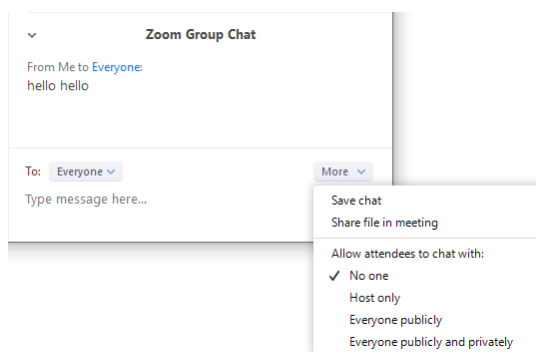 Zoom Group Chat
From Me to Everyone:
hello hello
To: Everyone
More
Type message here...
Save chat
Share file in meeting
Allow attendees to chat with:
No one
Host only
Everyone publicly
Everyone publicly and privately